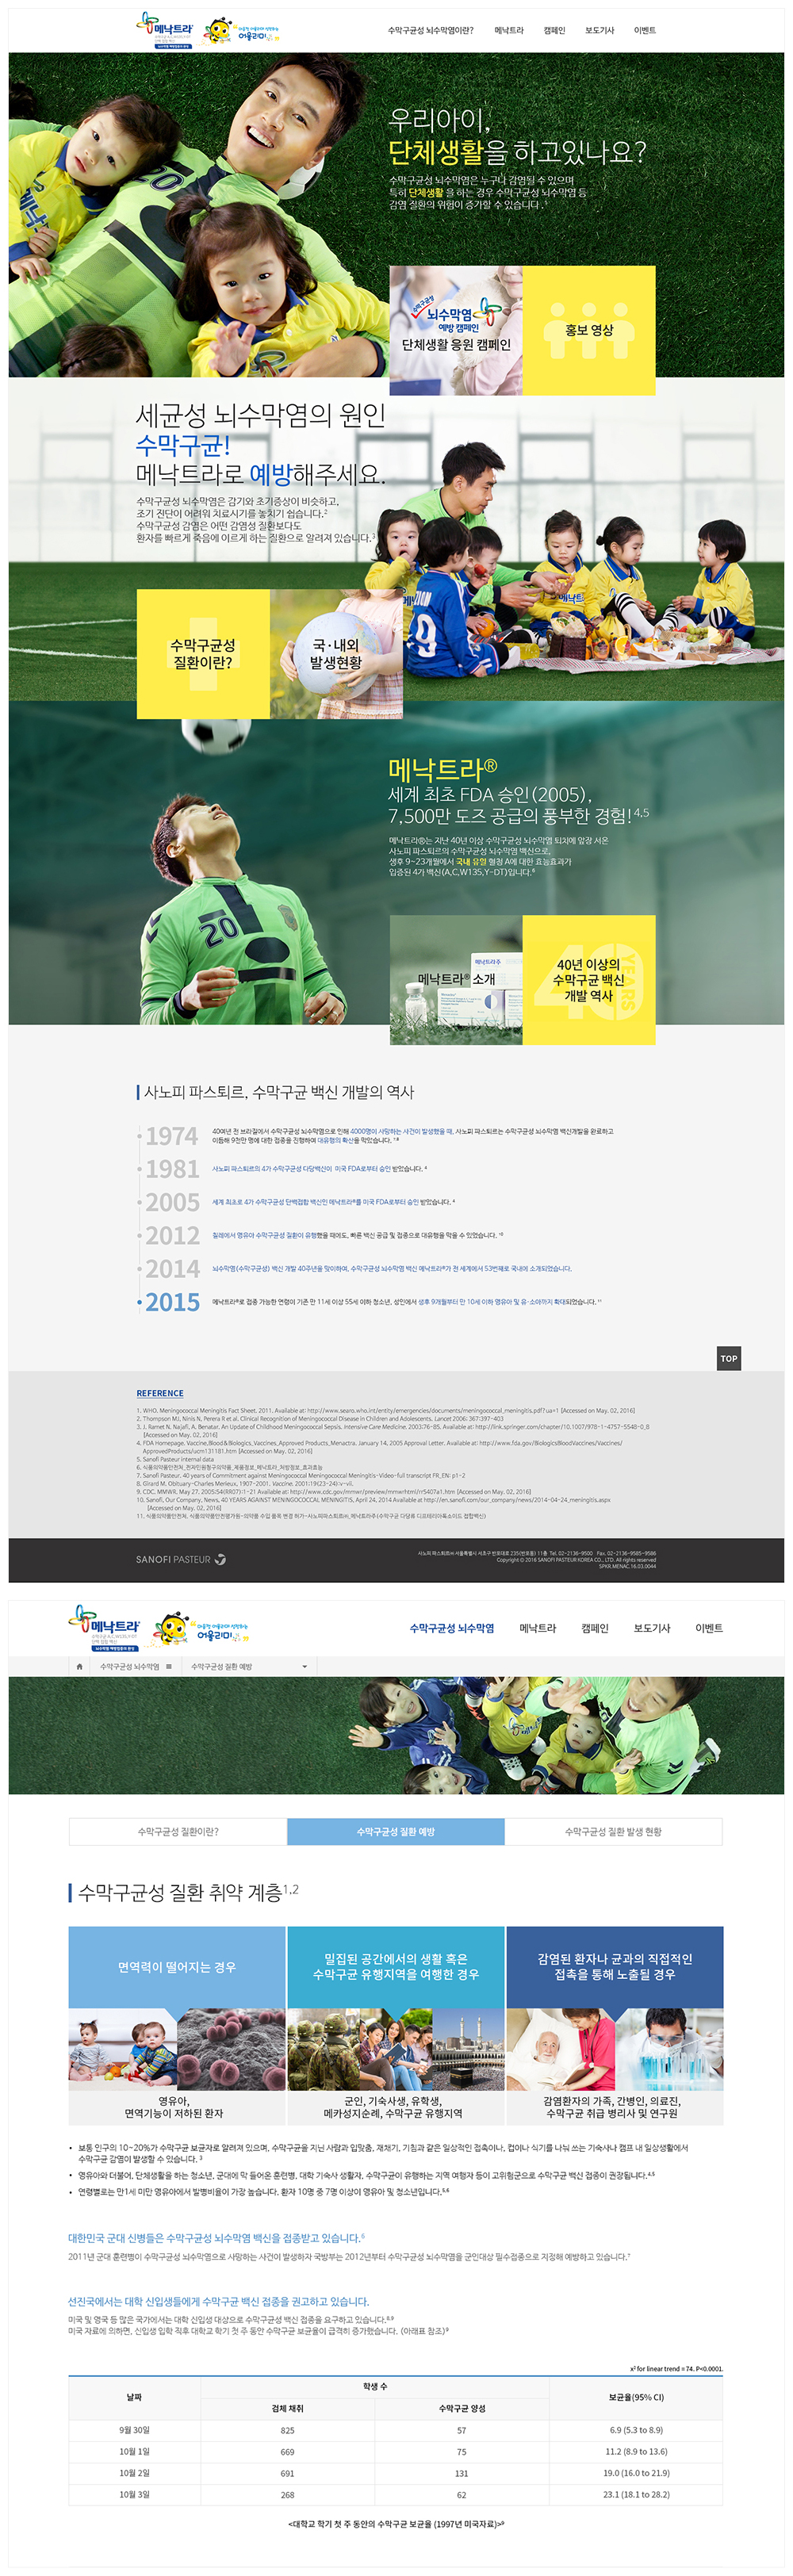 메낙트라
어울리미
수막구균성 뇌수막염이란? 메낙트라 캠페인 보도기사 이벤트
우리아이,
단체생활을 하고있나요?
수막구균성 뇌수막염은 누구나 감염될 수 있으며
특히 단체생활 을 하는 경우 수막구균성 뇌수막염 등
감염 질환의 위험이 증가할 수 있습니다.
수막구균성
뇌수막염
예방 캠페인
단체생활 응원 캠페인
홍보 영상
세균성 뇌수막염의 원인
수막구균!
메낙트라로 예방해주세요.
수막구균성 뇌수막염은 감기와 초기증상이 비슷하고,
조기 진단이 어려워 치료시기를 놓치기 쉽습니다.2
수막구균성 감염은 어떤 감염성 질환보다도
환자를 빠르게 죽음에 이르게 하는 질환으로 알려져 있습니다.3
수막구균성
질환이란?
국·내외
발생현황
메낙트라®
세계 최초 FDA 승인(2005),
7,500만 도즈 공급의 풍부한 경험!4,5
메낙트라®는 지난 40년 이상 수막구균성 뇌수막염 퇴치에 앞장 서온
사노피 파스퇴르의 수막구균성 뇌수막염 백신으로,
생후 9~23개월에서 국내 유일 혈청 A에 대한 효능효과가
입증된 4가 백신(A,C,W135,Y-DT)입니다.6
20
메낙트라주
메낙트라® 소개
40 YEARS
40년 이상의
수막구균 백신
개발 역사
사노피 파스퇴르, 수막구균 백신 개발의 역사
1974 40여년 전 브라질에서 수막구균성 뇌수막염으로 인해 4000명이 사망하는 사건이 발생했을 때, 사노피 파스퇴르는 수막구균성 뇌수막염 백신개발을 완료하고
이듬해 9천만 명에 대한 접종을 진행하여 대유행의 확산을 막았습니다. 7,8
1981 사노피 파스퇴르의 4가 수막구균성 다당백신이 미국 FDA로부터 승인 받았습니다. 4
2005 세계 최초로 4가 수막구균성 단백접합 백신인 메낙트라®를 미국 FDA로부터 승인 받았습니다. 4
2012 칠레에서 영유아 수막구균성 질환이 유행했을 때에도, 빠른 백신 공급 및 접종으로 대유행을 막을 수 있었습니다. 10
2014 뇌수막염(수막구균성) 백신 개발 40주년을 맞이하여, 수막구균성 뇌수막염 백신 메낙트라®가 전 세계에서 53번째로 국내에 소개되었습니다.
2015 메낙트라®로 접종 가능한 연령이 기존 만 11세 이상 55세 이하 청소년, 성인에서 생후 9개월부터 만 10세 이하 영유아 및 유·소아까지 확대되었습니다. 11
TOP
REFERENCE
1. WHO. Meningococcal Meningitis Fact Sheet. 2011. Available at: http://www.searo.who.int/entity/emergencies/documents/meningococcal_meningitis.pdf?ua=1 [Accessed on May. 02, 2016]
2. Thompson MJ, Ninis N, Perera R et al. Clinical Recognition of Meningococcal Disease in Children and Adolescents. Lancet 2006: 367:397-403
3. J. Ramet N, Najafi, A. Benatar. An Update of Childhood Meningococcal Sepsis. Intensive Care Medicine. 2003:76-85. Available at: http://link.springer.com/chapter/10.1007/978-1-4757-5548-0_8
[Accessed on May. 02, 2016]
4. FDA Homepage. Vaccine,Blood&Biologics_Vaccines_Approved Products_Menactra. January 14, 2005 Approval Letter. Available at: http://www.fda.gov/BiologicsBloodVaccines/Vaccines/
ApprovedProducts/ucm131181.htm [Accessed on May. 02, 2016]
5. Sanofi Pasteur internal data
6. 식품의약품안전처_전자민원창구의약품_제품정보_메낙트라_허법정보_효과효능
7. Sanofi Pasteur. 40 years of Commitment against Meningococcal Meningococcal Meningitis-Video-full transcript FR_EN: p1-2
8. Girard M. Obituary-Charles Merieux, 1907-2001. Vaccine. 2001:19(23-24):v-vii.
9. CDC. MMWR, May 27, 2005:54(RR07):1-21 Available at: http://www.cdc.gov/mmwr/preview/mmwrhtml/rr5407a1.htm [Accessed on May. 02, 2016]
10. Sanofi, Our Company, News, 40 YEARS AGAINST MENINGOCOCCAL MENINGITIS, April 24, 2014 Available at http://en.sanofi.com/our_company/news/2014-04-24_meningitis.aspx
[Accessed on May. 02, 2016]
SANOFI PASTEUR
사노피 파스퇴르㈜ 서울특별시 서초구 반포대로 235(반포동) 11층 Tel. 02-2136-9500 Fax. 02-2136-9585~9586
Copyright © 2016 SANOFI PASTEUR KOREA CO., LTD. All rights reserved
SPKR.MENAC.16.03.0044
메낙트라
어울리미
수막구균성 뇌수막염 메낙트라 캠페인 보도기사 이벤트
수막구균성 뇌수막염 수막구균성 질환 예방
수막구균성 질환이란? 수막구균성 질환 예방 수막구균성 질환 발생 현황
수막구균성 질환 취약 계층1.2
면역력이 떨어지는 경우
밀집된 공간에서의 생활 혹은
수막구균 유행지역을 여행한 경우
감염된 환자나 균과의 직접적인
접촉을 통해 노출될 경우
영유아,
면역기능이 저하된 환자
군인, 기숙사생, 유학생,
메카성지순례, 수막구균 유행지역
감염환자의 가족, 간병인, 의료진,
수막구균 취급 병리사 및 연구원
• 보통 인구의 10~20%가 수막구균 보균자로 알려져 있으며, 수막구균을 지닌 사람과 입맞춤, 재채기, 기침과 같은 일상적인 접촉이나, 컵이나 식기를 나눠 쓰는 기숙사나 캠프 내 일상생활에서
수막구균 감염이 발생할 수 있습니다. 3
• 영유아와 더불어, 단체생활을 하는 청소년, 군대에 막 들어온 훈련병, 대학 기숙사 생활자, 수막구균이 유행하는 지역 여행자 등이 고위험군으로 수막구균 백신 접종이 권장됩니다.4,5
• 연령별로는 만1세 미만 영유아에서 발병비율이 가장 높습니다. 환자 10명 중 7명 이상이 영유아 및 청소년입니다.5,6
대한민국 군대 신병들은 수막구균성 뇌수막염 백신을 접종받고 있습니다.6
2011년 군대 훈련병이 수막구균성 뇌수막염으로 사망하는 사건이 발생하자 국방부는 2012년부터 수막구균성 뇌수막염을 군인대상 필수접종으로 지정해 예방하고 있습니다.7
선진국에서는 대학 신입생들에게 수막구균 백신 접종을 권고하고 있습니다.
미국 및 영국 등 많은 국가에서는 대학 신입생 대상으로 수막구균성 백신 접종을 요구하고 있습니다.8,9
미국 자료에 의하면, 신입생 입학 직후 대학교 학기 첫 주 동안 수막구균 보균율이 급격히 증가했습니다. (아래표 참조)9
x² for linear trend = 74. P<0.0001.
날짜 학생 수 보균율(95% CI)
검체 채취 수막구균 양성
9월 30일 825 57 6.9 (5.3 to 8.9)
10월 1일 669 75 11.2 (8.9 to 13.6)
10월 2일 691 131 19.0 (16.0 to 21.9)
10월 3일 268 62 23.1 (18.1 to 28.2)
<대학교 학기 첫 주 동안의 수막구균 보균율 (1997년 미국자료)>9